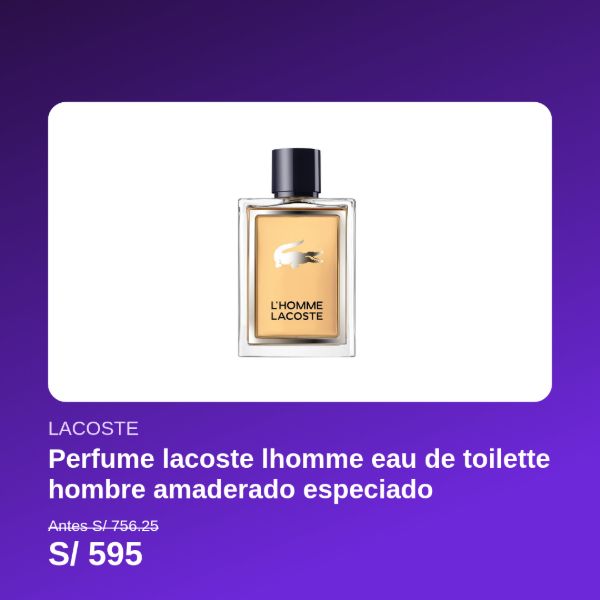 L'HOMME
LACOSTE
LACOSTE
Perfume lacoste lhomme eau de toilette
hombre amaderado especiado
Antes S/ 756.25
S/ 595